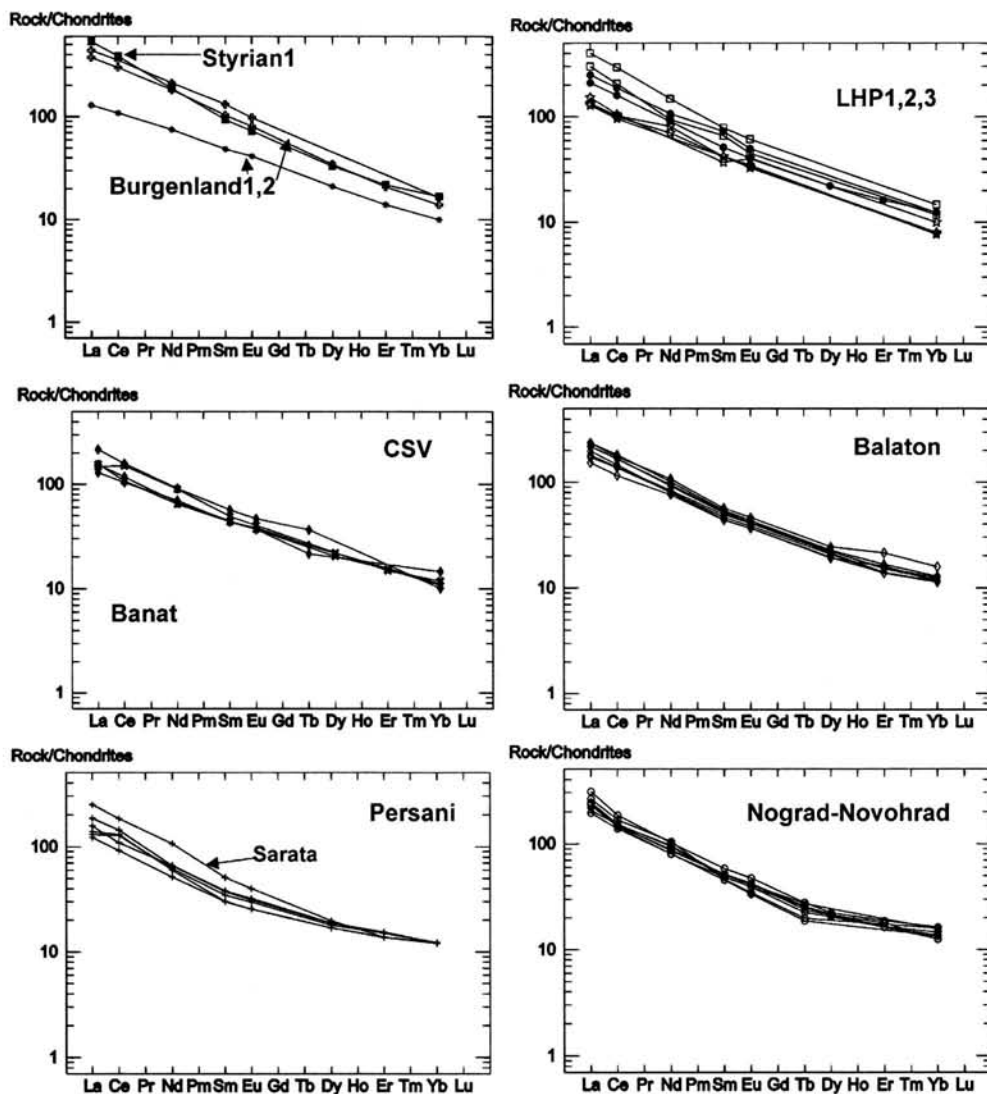 Rock/Chondrites
Styrian1
100
Burgenland1,2
10
1
La Ce Pr Nd Pm Sm Eu Gd Tb Dy Ho Er Tm Yb Lu
Rock/Chondrites
LHP1,2,3
100
10
1
La Ce Pr Nd Pm Sm Eu Gd Tb Dy Ho Er Tm Yb Lu
Rock/Chondrites
CSV
100
10
Banat
1
La Ce Pr Nd Pm Sm Eu Gd Tb Dy Ho Er Tm Yb Lu
Rock/Chondrites
Balaton
100
10
1
La Ce Pr Nd Pm Sm Eu Gd Tb Dy Ho Er Tm Yb Lu
Rock/Chondrites
Persani
100
Sarata
10
1
La Ce Pr Nd Pm Sm Eu Gd Tb Dy Ho Er Tm Yb Lu
Rock/Chondrites
Nograd-Novohrad
100
10
1
La Ce Pr Nd Pm Sm Eu Gd Tb Dy Ho Er Tm Yb Lu